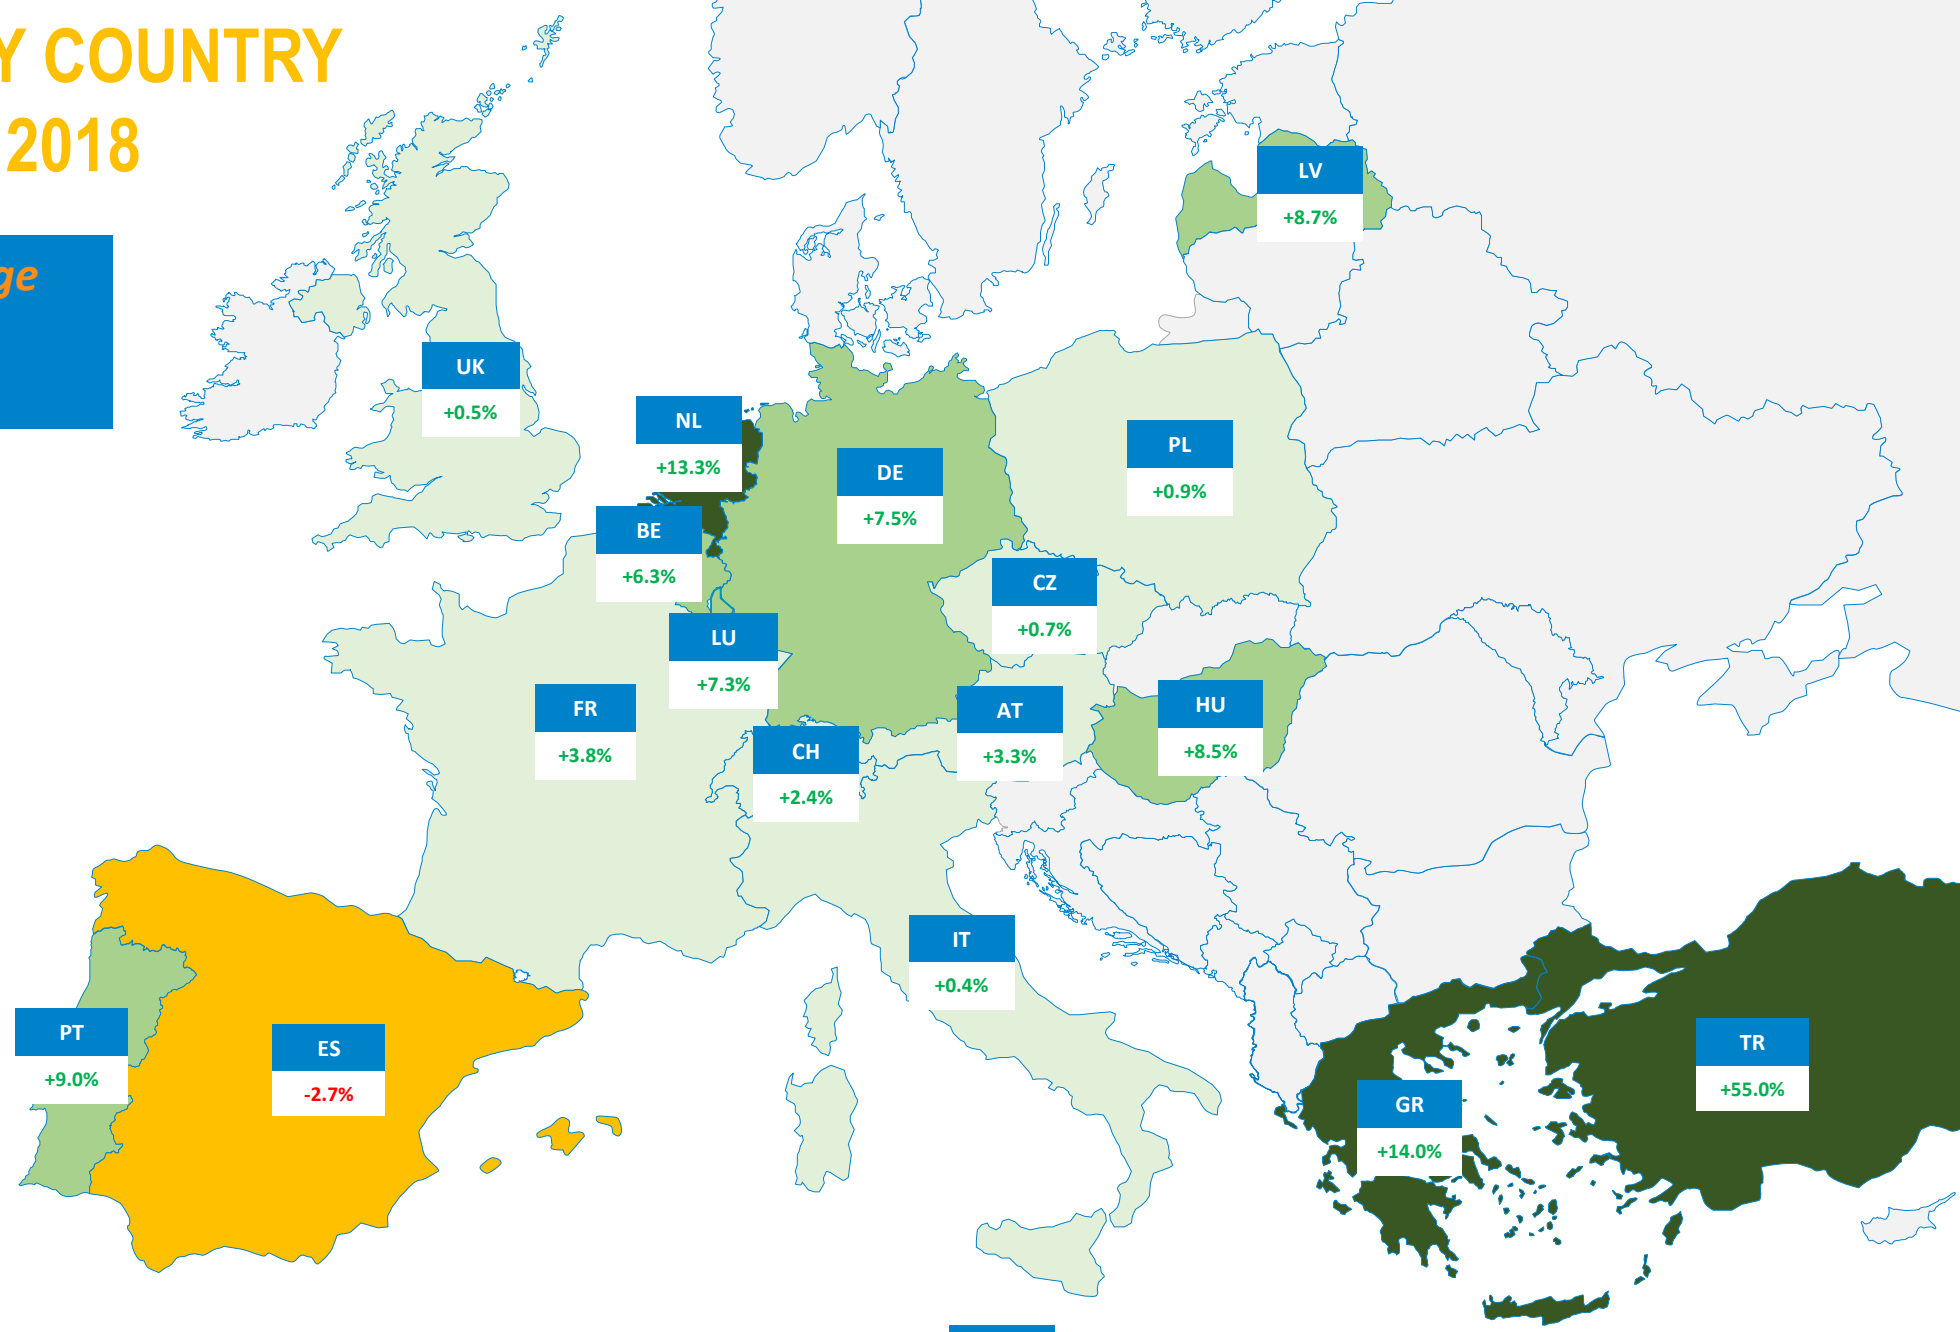 Y COUNTRY
2018
ge
LV
+8.7%
UK
+0.5%
NL
+13.3%
PL
+0.9%
DE
+7.5%
BE
+6.3%
CZ
+0.7%
LU
+7.3%
FR
+3.8%
AT
+3.3%
HU
+8.5%
CH
+2.4%
IT
+0.4%
PT
+9.0%
ES
-2.7%
TR
+55.0%
GR
+14.0%